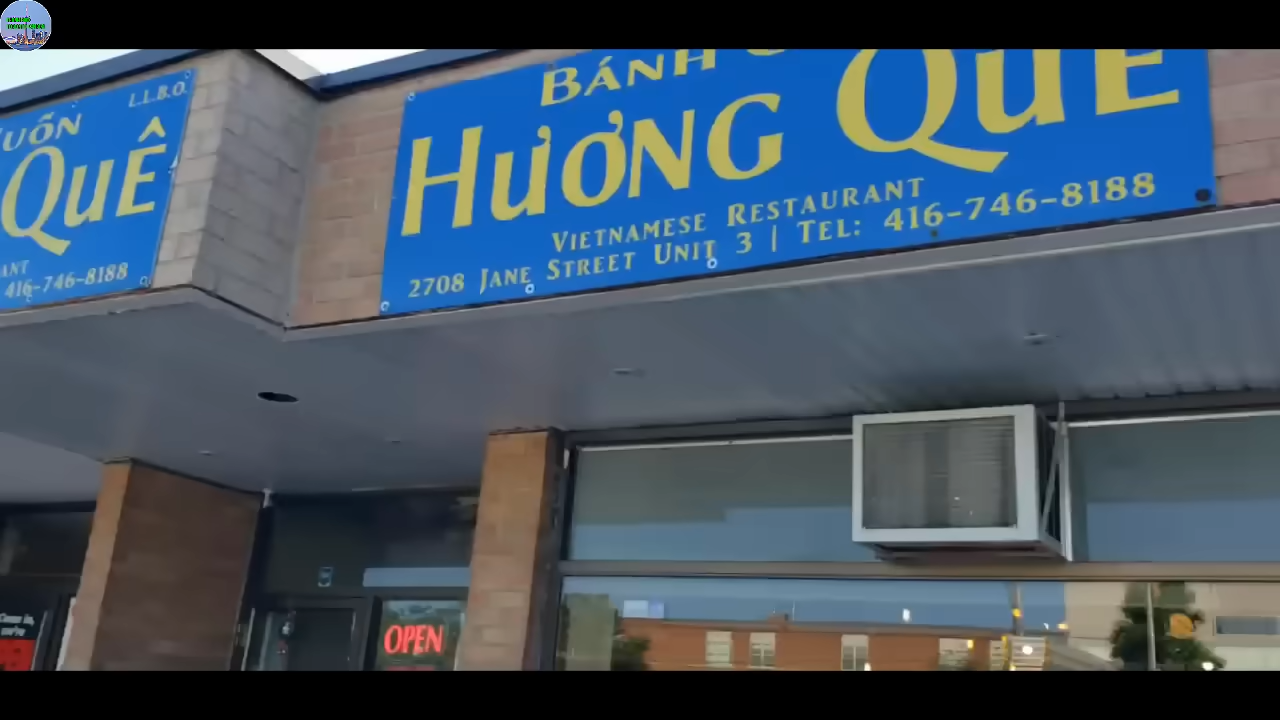 L.L.B.O.
QUÊ
416-746-8188
BÁNH
HƯƠNG QUÊ
VIETNAMESE RESTAURANT
2708 JANE STREET UNIT 3 | TEL: 416-746-8188
OPEN